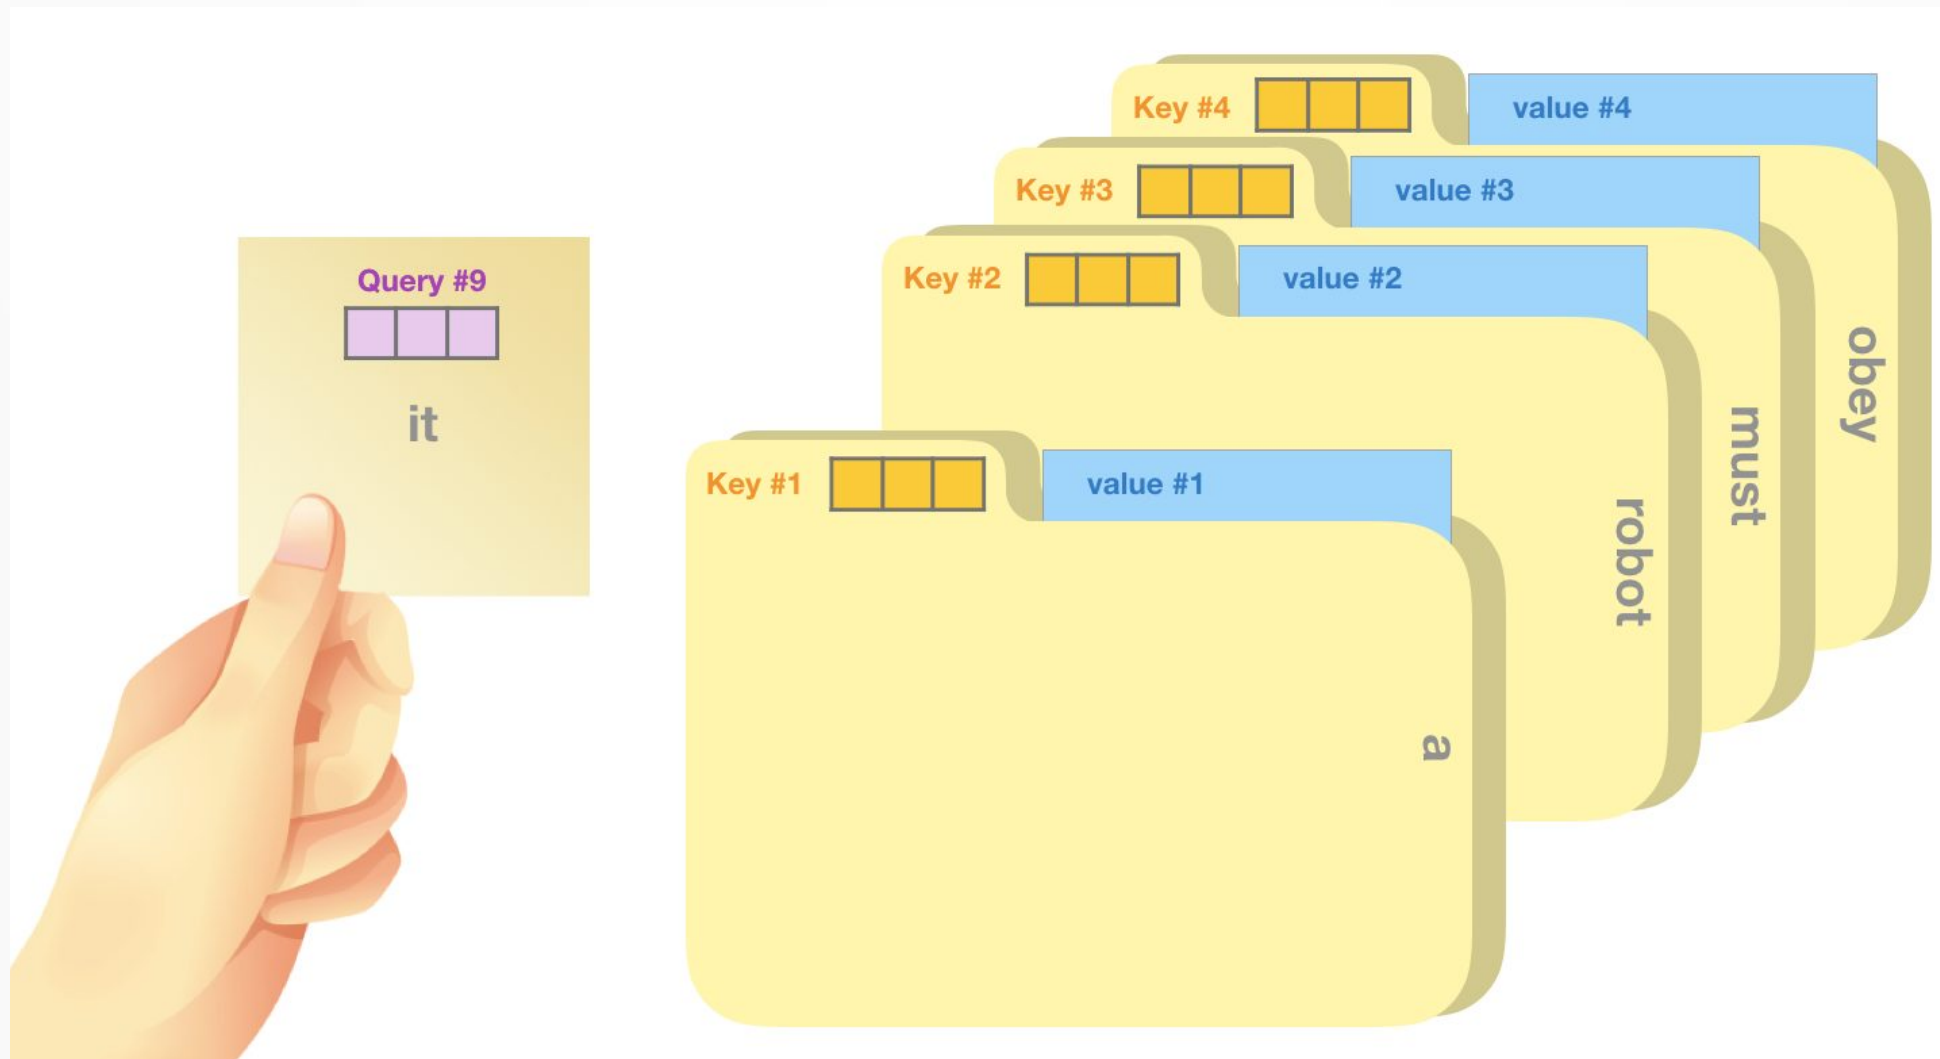 Query #9
it
Key #4
value #4
Key #3
value #3
Key #2
value #2
Key #1
value #1
obey
must
robot
a